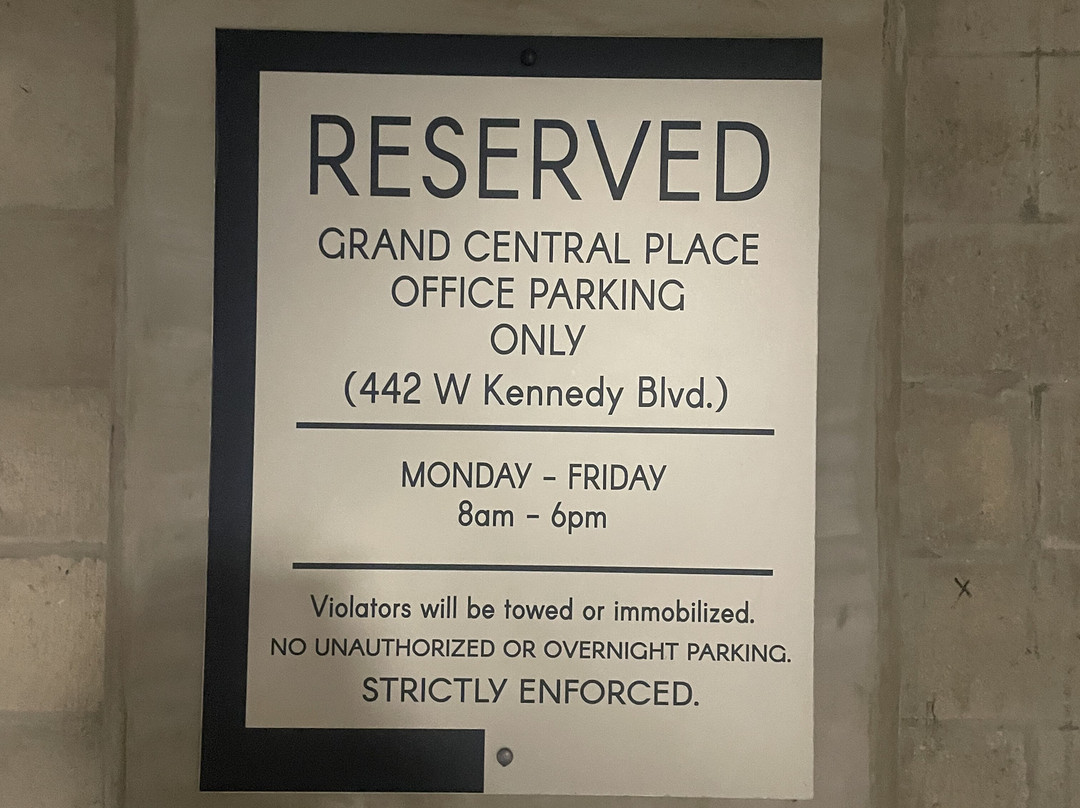 RESERVED
GRAND CENTRAL PLACE
OFFICE PARKING
ONLY
(442 W Kennedy Blvd.)
MONDAY - FRIDAY
8am - 6pm
Violators will be towed or immobilized.
NO UNAUTHORIZED OR OVERNIGHT PARKING.
STRICTLY ENFORCED.